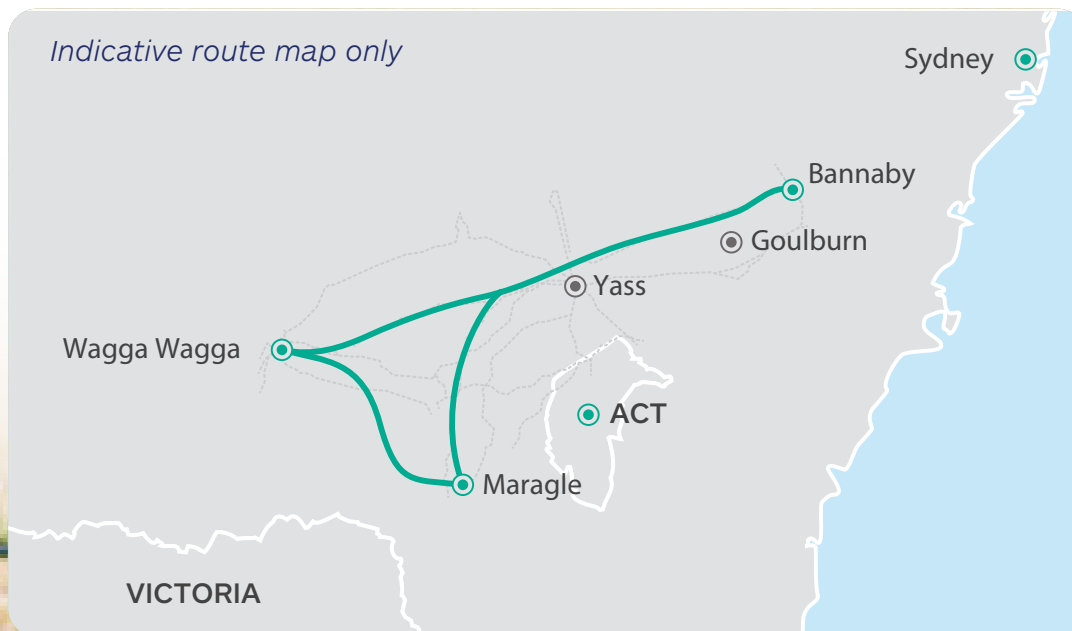 Indicative route map only
Sydney
Bannaby
Goulburn
Yass
Wagga Wagga
ACT
Maragle
VICTORIA